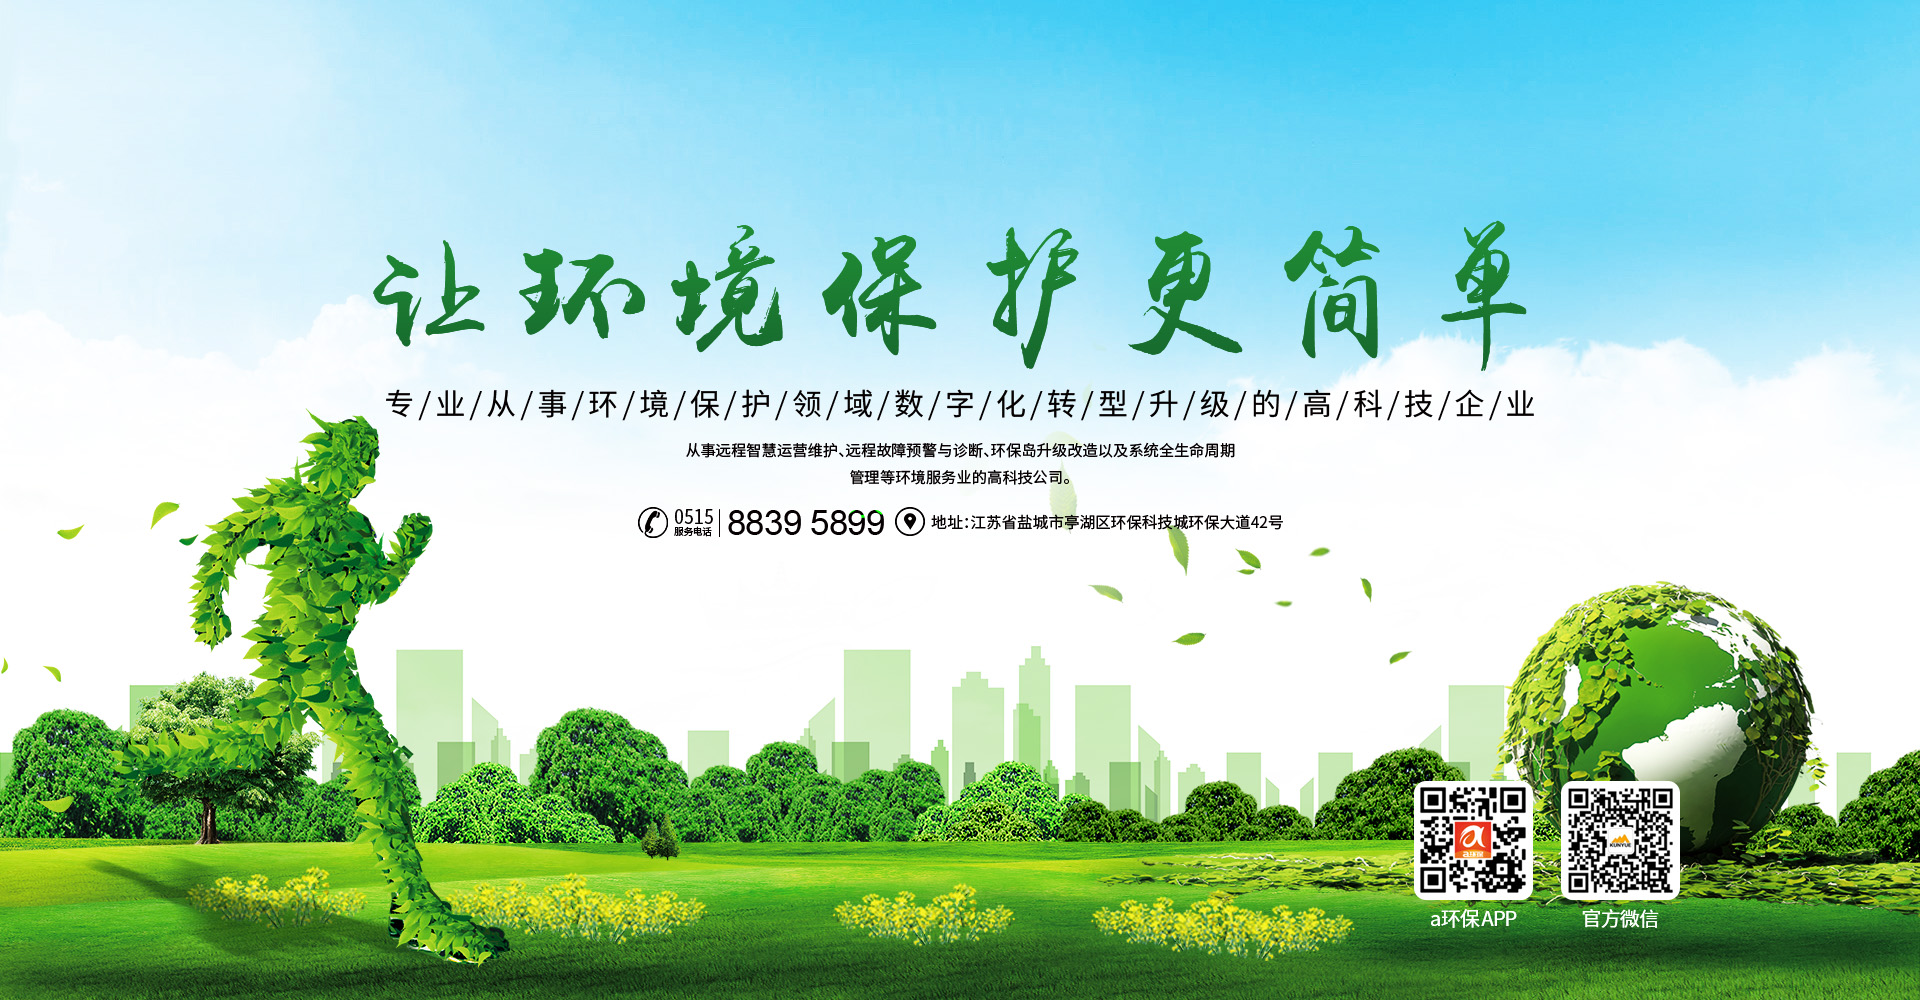 让环境保护更简单
专/业/从/事/环/境/保/护/领/域/数/字/化/转/型/升/级/的/高/科/技/企/业
从事远程智慧运营维护、远程故障预警与诊断、环保岛升级改造以及系统全生命周期
管理等环境服务业的高科技公司。
0515 服务电话 8839 5899 地址：江苏省盐城市亭湖区环保科技城环保大道42号
a环保
KUNYUE
a环保APP 官方微信